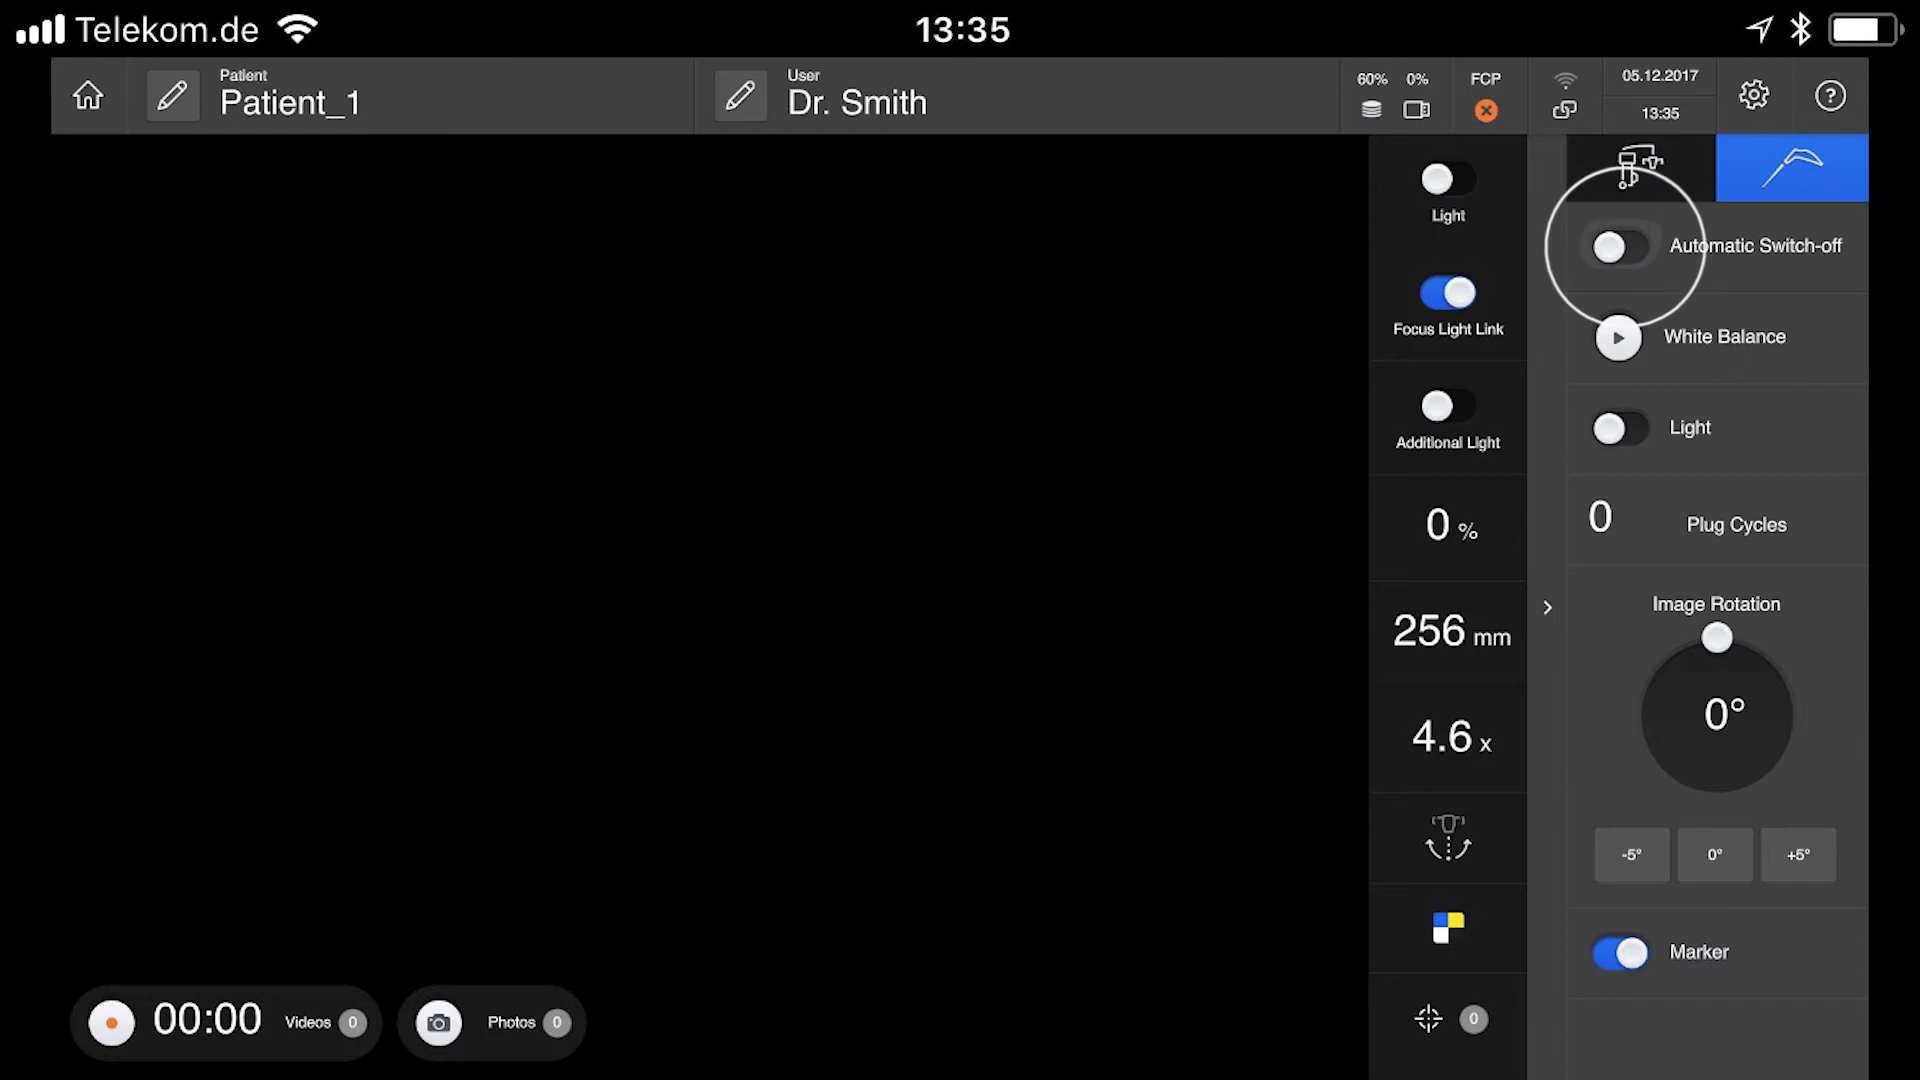 Telekom.de
13:35
Patient
Patient_1
User
Dr. Smith
60% 0%
FCP
05.12.2017
13:35
Light
Focus Light Link
Additional Light
0 %
256 mm
4.6 x
0
Automatic Switch-off
White Balance
Light
0 Plug Cycles
Image Rotation
0°
-5° 0° +5°
Marker
00:00 Videos 0
Photos 0